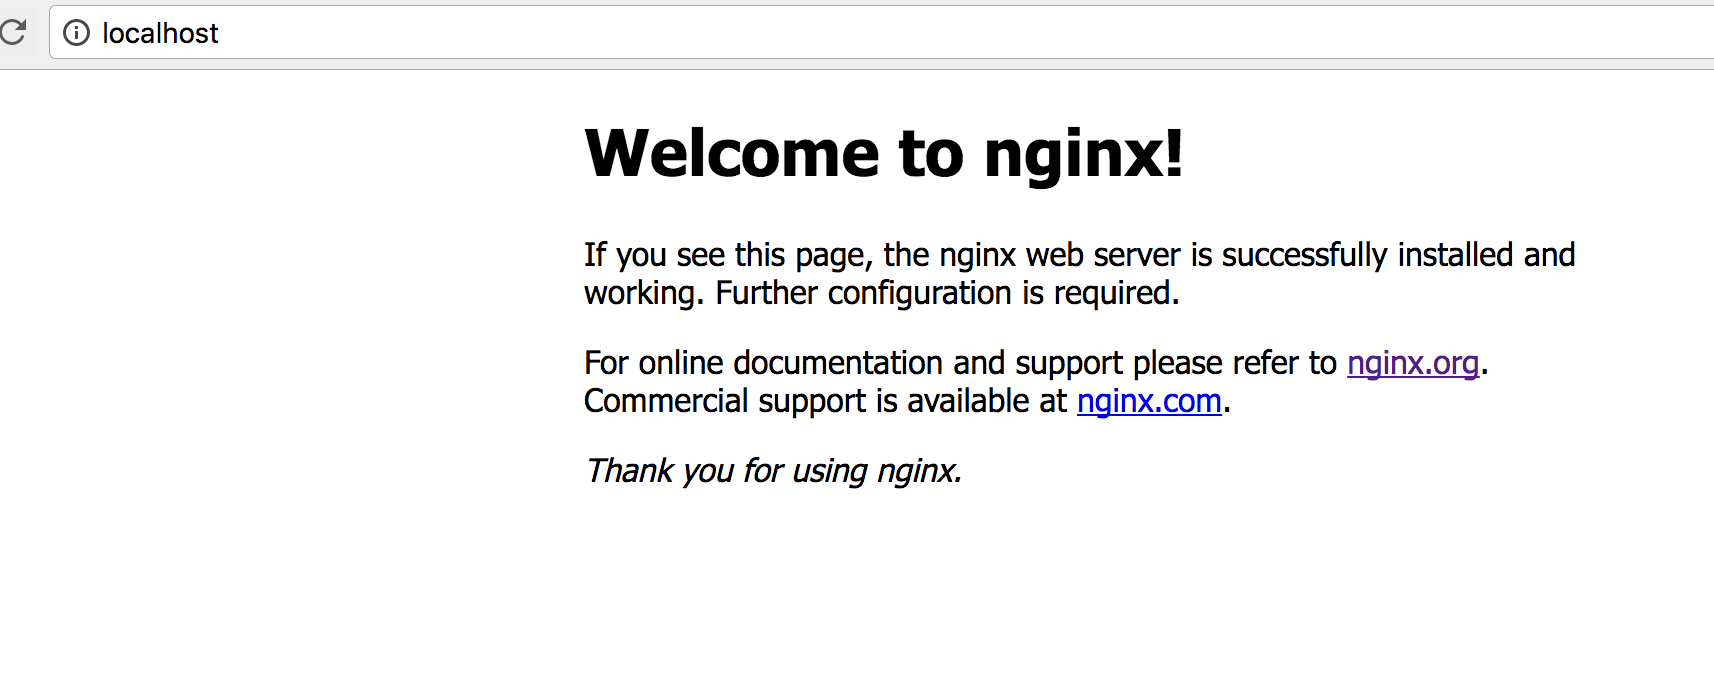 localhost
Welcome to nginx!
If you see this page, the nginx web server is successfully installed and
working. Further configuration is required.
For online documentation and support please refer to nginx.org.
Commercial support is available at nginx.com.
Thank you for using nginx.